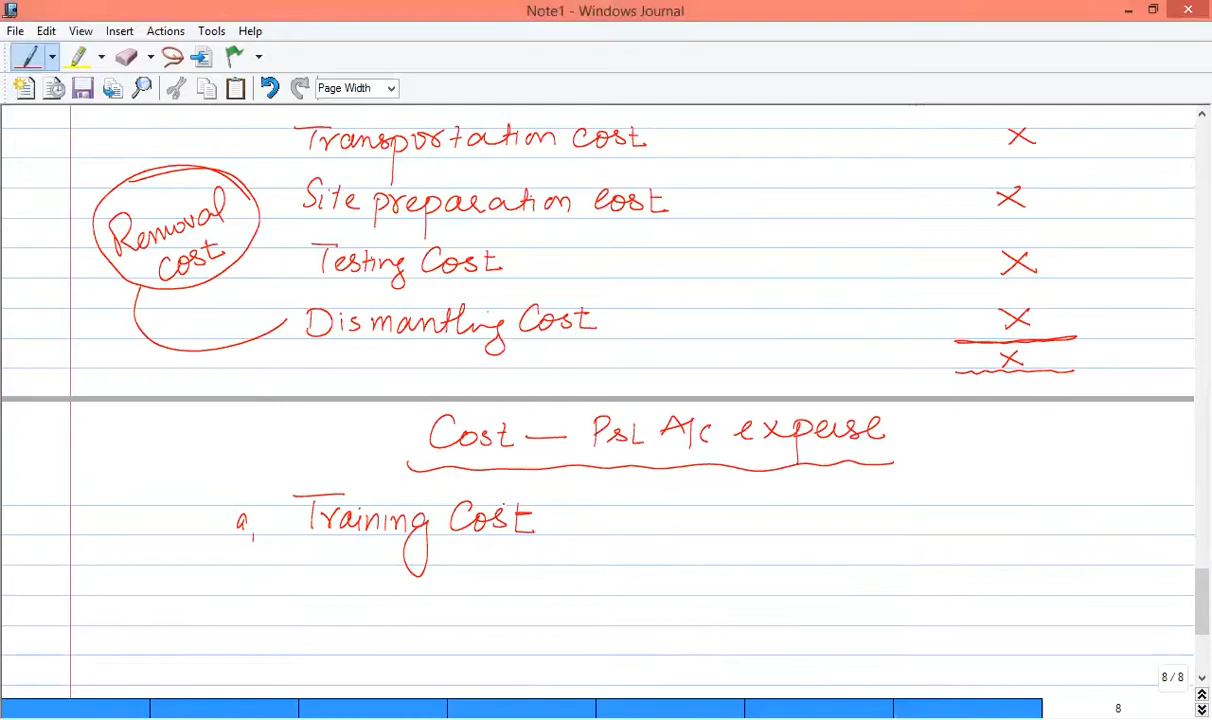 Note1 - Windows Journal
File Edit View Insert Actions Tools Help
Page Width
Transportation cost x
Site preparation cost x
Removal cost
Testing Cost x
Dismantling Cost x
x
Cost — P&L A/c expense
a, Training Cost
8 / 8
8